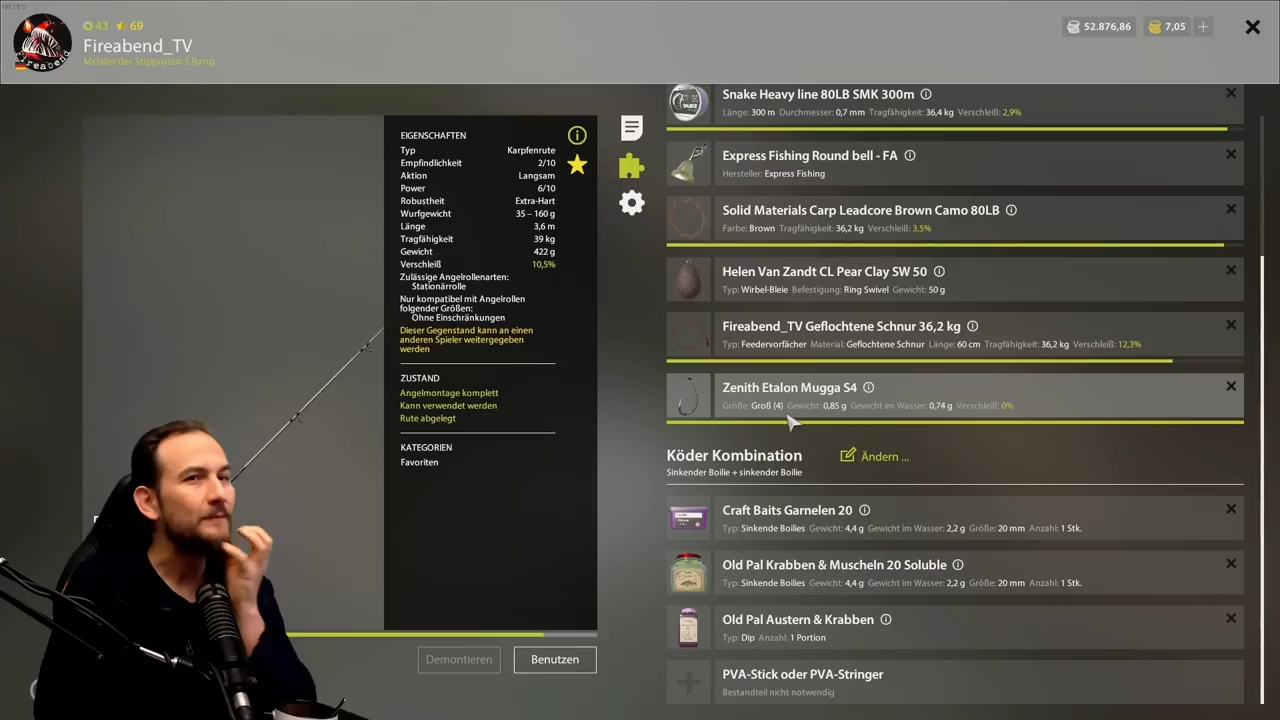 43 69
Fireabend_TV
Meister der Stippruten S Rang
52.876,86
7,05
EIGENSCHAFTEN
Typ Karpfenrute
Empfindlichkeit 2/10
Aktion Langsam
Power 6/10
Robustheit Extra-Hart
Wurfgewicht 35 – 160 g
Länge 3,6 m
Tragfähigkeit 39 kg
Gewicht 422 g
Verschleiß 10,5%
Zulässige Angelrollenarten:
Stationärrolle
Nur kompatibel mit Angelrollen
folgender Größen:
Ohne Einschränkungen
Dieser Gegenstand kann an einen
anderen Spieler weitergegeben
werden
ZUSTAND
Angelmontage komplett
Kann verwendet werden
Rute abgelegt
KATEGORIEN
Favoriten
Demontieren
Benutzen
Snake Heavy line 80LB SMK 300m
Länge: 300 m Durchmesser: 0,7 mm Tragfähigkeit: 36,4 kg Verschleiß: 2,9%
Express Fishing Round bell - FA
Hersteller: Express Fishing
Solid Materials Carp Leadcore Brown Camo 80LB
Farbe: Brown Tragfähigkeit: 36,2 kg Verschleiß: 3,5%
Helen Van Zandt CL Pear Clay SW 50
Typ: Wirbel-Bleie Befestigung: Ring Swivel Gewicht: 50 g
Fireabend_TV Geflochtene Schnur 36,2 kg
Typ: Feedervorfächer Material: Geflochtene Schnur Länge: 60 cm Tragfähigkeit: 36,2 kg Verschleiß: 12,3%
Zenith Etalon Mugga S4
Größe: Groß (4) Gewicht: 0,85 g Gewicht im Wasser: 0,74 g Verschleiß: 0%
Köder Kombination
Ändern ...
Sinkender Boilie + sinkender Boilie
Craft Baits Garnelen 20
Typ: Sinkende Boilies Gewicht: 4,4 g Gewicht im Wasser: 2,2 g Größe: 20 mm Anzahl: 1 Stk.
Old Pal Krabben & Muscheln 20 Soluble
Typ: Sinkende Boilies Gewicht: 4,4 g Gewicht im Wasser: 2,2 g Größe: 20 mm Anzahl: 1 Stk.
Old Pal Austern & Krabben
Typ: Dip Anzahl: 1 Portion
PVA-Stick oder PVA-Stringer
Bestandteil nicht notwendig